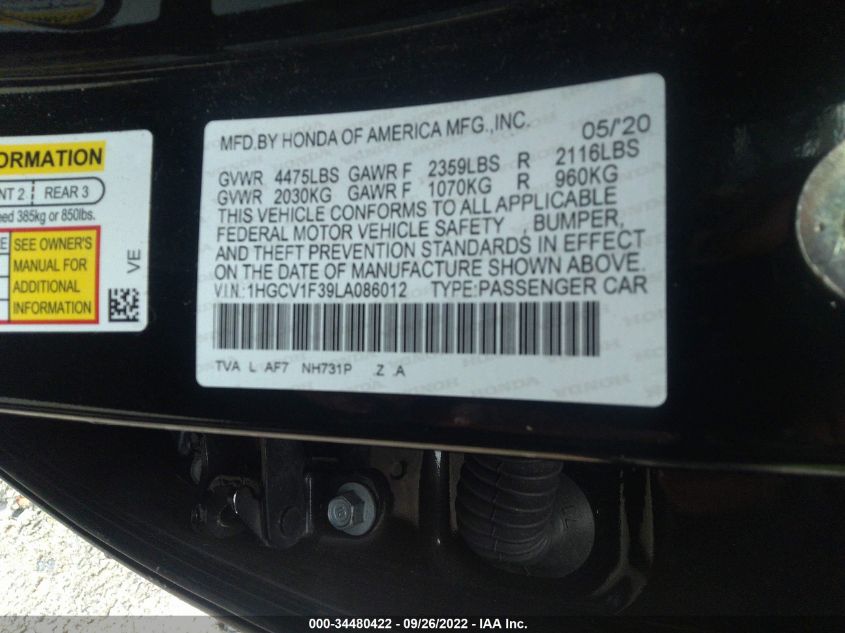 MFD.BY HONDA OF AMERICA MFG.,INC. 05/20
GVWR 4475LBS GAWR F 2359LBS R 2116LBS
GVWR 2030KG GAWR F 1070KG R 960KG
THIS VEHICLE CONFORMS TO ALL APPLICABLE
FEDERAL MOTOR VEHICLE SAFETY BUMPER,
AND THEFT PREVENTION STANDARDS IN EFFECT
ON THE DATE OF MANUFACTURE SHOWN ABOVE.
V.I.N.:1HGCV1F39LA086012 TYPE:PASSENGER CAR
TVA L AF7 NH731P .Z .A
ORMATION
NT 2 REAR 3
eed 385kg or 850lbs.
E SEE OWNER'S
MANUAL FOR
ADDITIONAL
VE
000-34480422 - 09/26/2022 - IAA Inc.